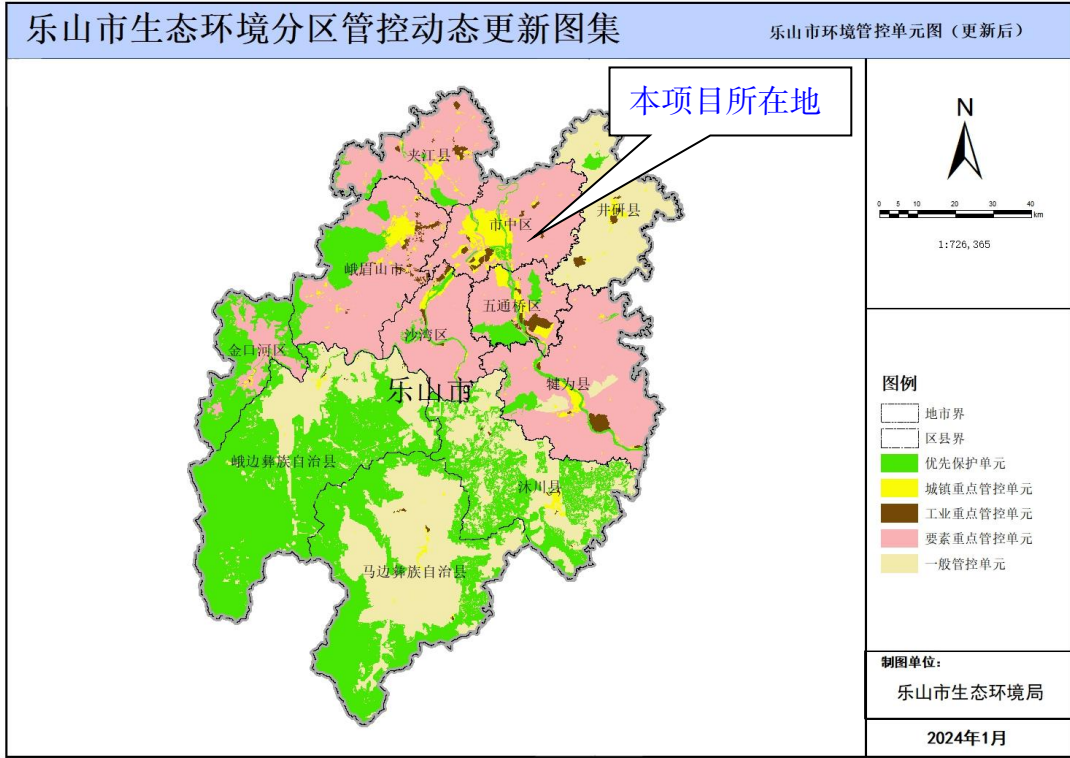 乐山市生态环境分区管控动态更新图集
乐山市环境管控单元图（更新后）
本项目所在地
N
0 5 10 20 30 40
km
1:726,365
夹江县
市中区
井研县
峨眉山市
五通桥区
沙湾区
金口河区
乐山市
犍为县
峨边彝族自治县
沐川县
马边彝族自治县
图例
地市界
区县界
优先保护单元
城镇重点管控单元
工业重点管控单元
要素重点管控单元
一般管控单元
制图单位：
乐山市生态环境局
2024年1月